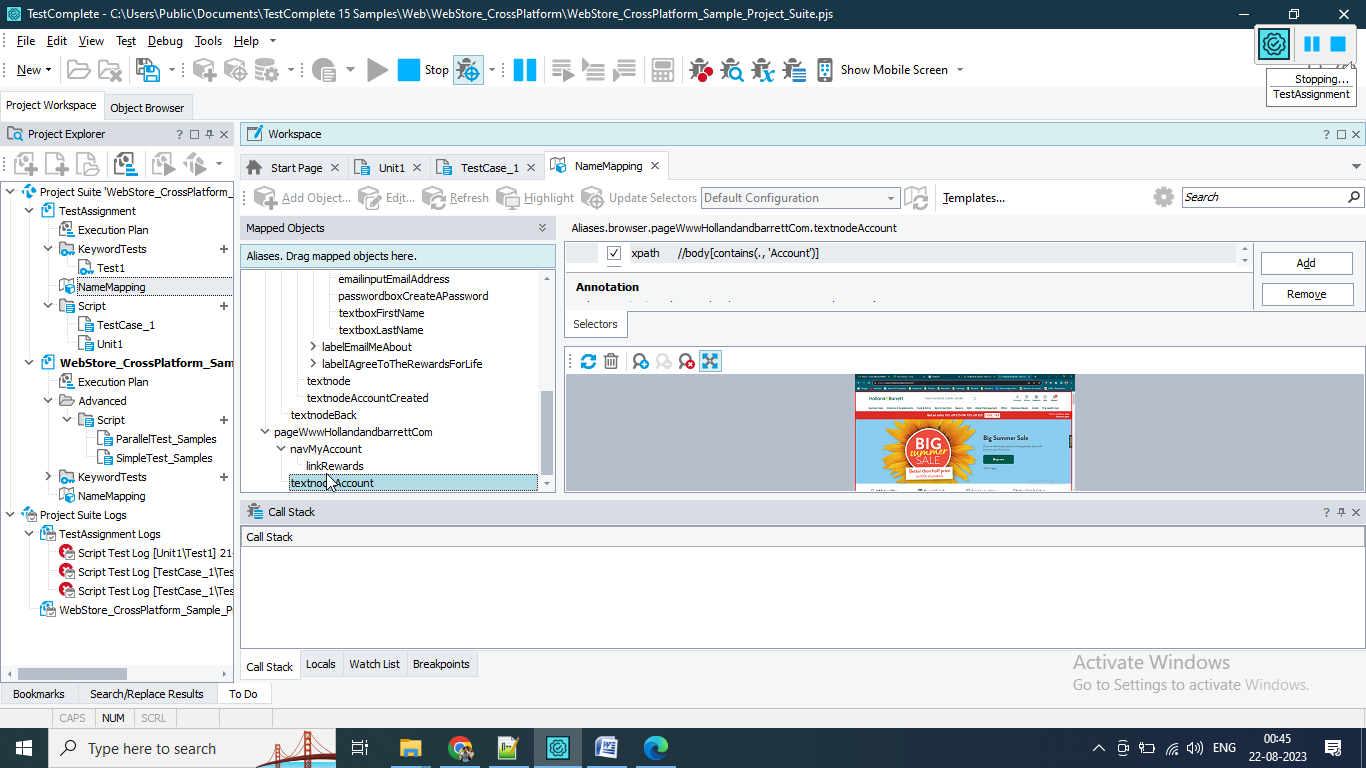 TestComplete - C:\Users\Public\Documents\TestComplete 15 Samples\Web\WebStore_CrossPlatform\WebStore_CrossPlatform_Sample_Project_Suite.pjs
File Edit View Test Debug Tools Help
New Stop Show Mobile Screen
Stopping...
TestAssignment
Project Workspace Object Browser
Project Explorer
Workspace
Start Page Unit1 TestCase_1 NameMapping
Add Object... Edit... Refresh Highlight Update Selectors Default Configuration Templates... Search
Project Suite 'WebStore_CrossPlatform_
TestAssignment
Execution Plan
KeywordTests
Test1
NameMapping
Script
TestCase_1
Unit1
WebStore_CrossPlatform_Sam
Execution Plan
Advanced
Script
ParallelTest_Samples
SimpleTest_Samples
KeywordTests
NameMapping
Project Suite Logs
TestAssignment Logs
Script Test Log [Unit1\Test1] 21-
Script Test Log [TestCase_1\Tes
Script Test Log [TestCase_1\Tes
WebStore_CrossPlatform_Sample_P
Mapped Objects
Aliases. Drag mapped objects here.
emailinputEmailAddress
passwordboxCreateAPassword
textboxFirstName
textboxLastName
labelEmailMeAbout
labelIAgreeToTheRewardsForLife
textnode
textnodeAccountCreated
textnodeBack
pageWwwHollandandbarrettCom
navMyAccount
linkRewards
textnodeAccount
Aliases.browser.pageWwwHollandandbarrettCom.textnodeAccount
xpath //body[contains(., 'Account')]
Add
Annotation
Remove
Selectors
Holland&Barrett
BIG
summer
SALE
Better than half price
Big Summer Sale
Call Stack
Call Stack
Call Stack Locals Watch List Breakpoints
Bookmarks Search/Replace Results To Do
CAPS NUM SCRL
Activate Windows
Go to Settings to activate Windows.
Type here to search
ENG
00:45
22-08-2023